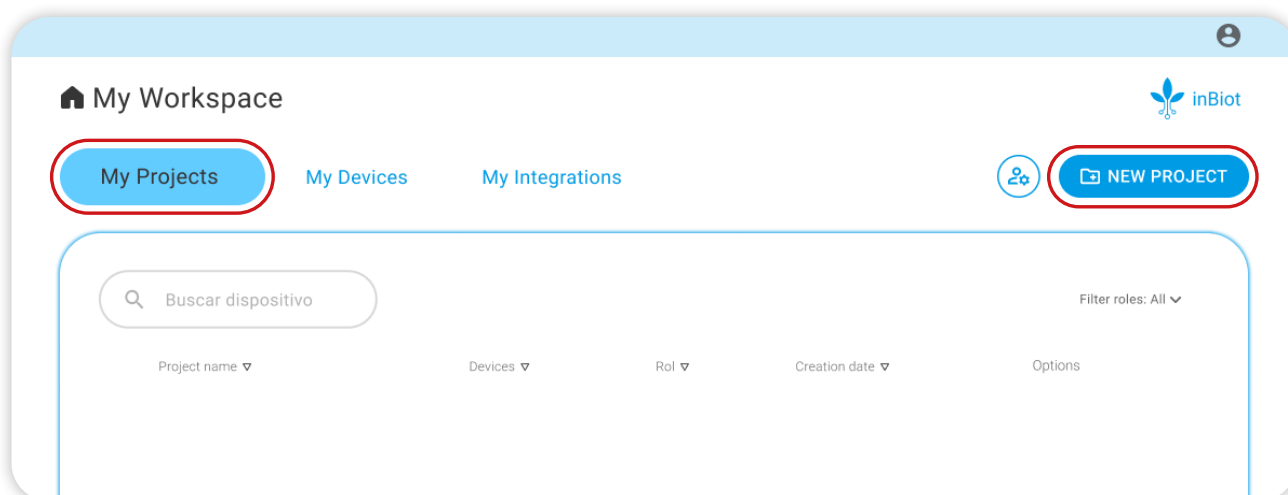 My Workspace
inBiot
My Projects
My Devices
My Integrations
NEW PROJECT
Buscar dispositivo
Filter roles: All
Project name
Devices
Rol
Creation date
Options